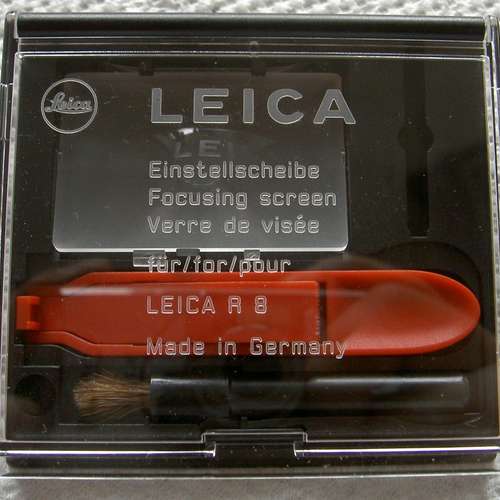 Leica
LEICA
Einstellscheibe
Focusing screen
Verre de visée
für/for/pour
LEICA R 8
Made in Germany